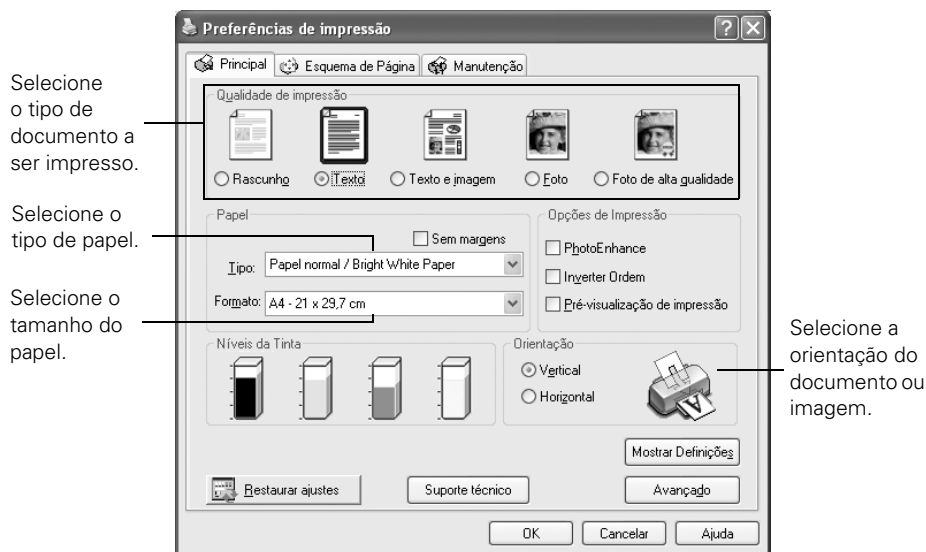 Preferências de impressão
Principal
Esquema de Página
Manutenção
Selecione
o tipo de
documento a
ser impresso.
Qualidade de impressão
Rascunho
Texto
Texto e imagem
Foto
Foto de alta qualidade
Selecione o
tipo de papel.
Papel
Sem margens
Tipo:
Papel normal / Bright White Paper
Selecione o
tamanho do
papel.
Formato:
A4 - 21 x 29,7 cm
Opções de Impressão
PhotoEnhance
Inverter Ordem
Pré-visualização de impressão
Níveis da Tinta
Orientação
Vertical
Horizontal
Selecione a
orientação do
documento ou
imagem.
Mostrar Definições
Restaurar ajustes
Suporte técnico
Avançado
OK
Cancelar
Ajuda